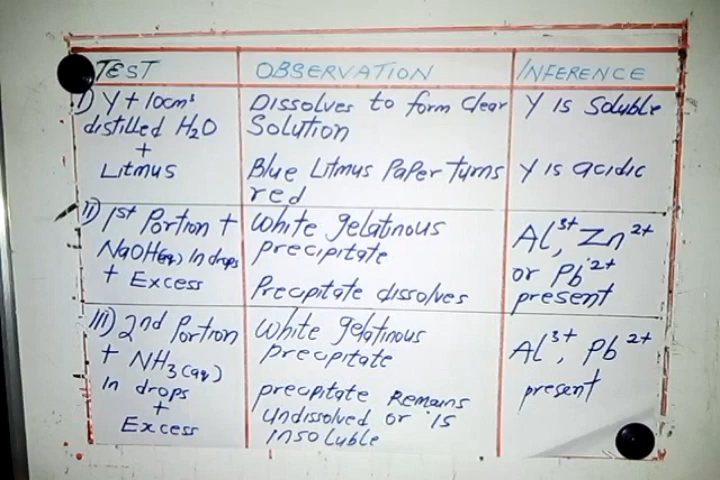 TEST OBSERVATION INFERENCE
i) Y + 10cm³ Dissolves to form clear Y is Soluble
distilled H₂O Solution
+
Litmus Blue Litmus Paper turns Y is acidic
red
ii) 1st Portion + White gelatinous Al³⁺, Zn²⁺
NaOH(aq) in drops precipitate or Pb²⁺
+ Excess Precipitate dissolves present
iii) 2nd Portion White gelatinous Al³⁺, Pb²⁺
+ NH₃(aq) precipitate
in drops precipitate Remains present
+ undissolved or is
Excess insoluble